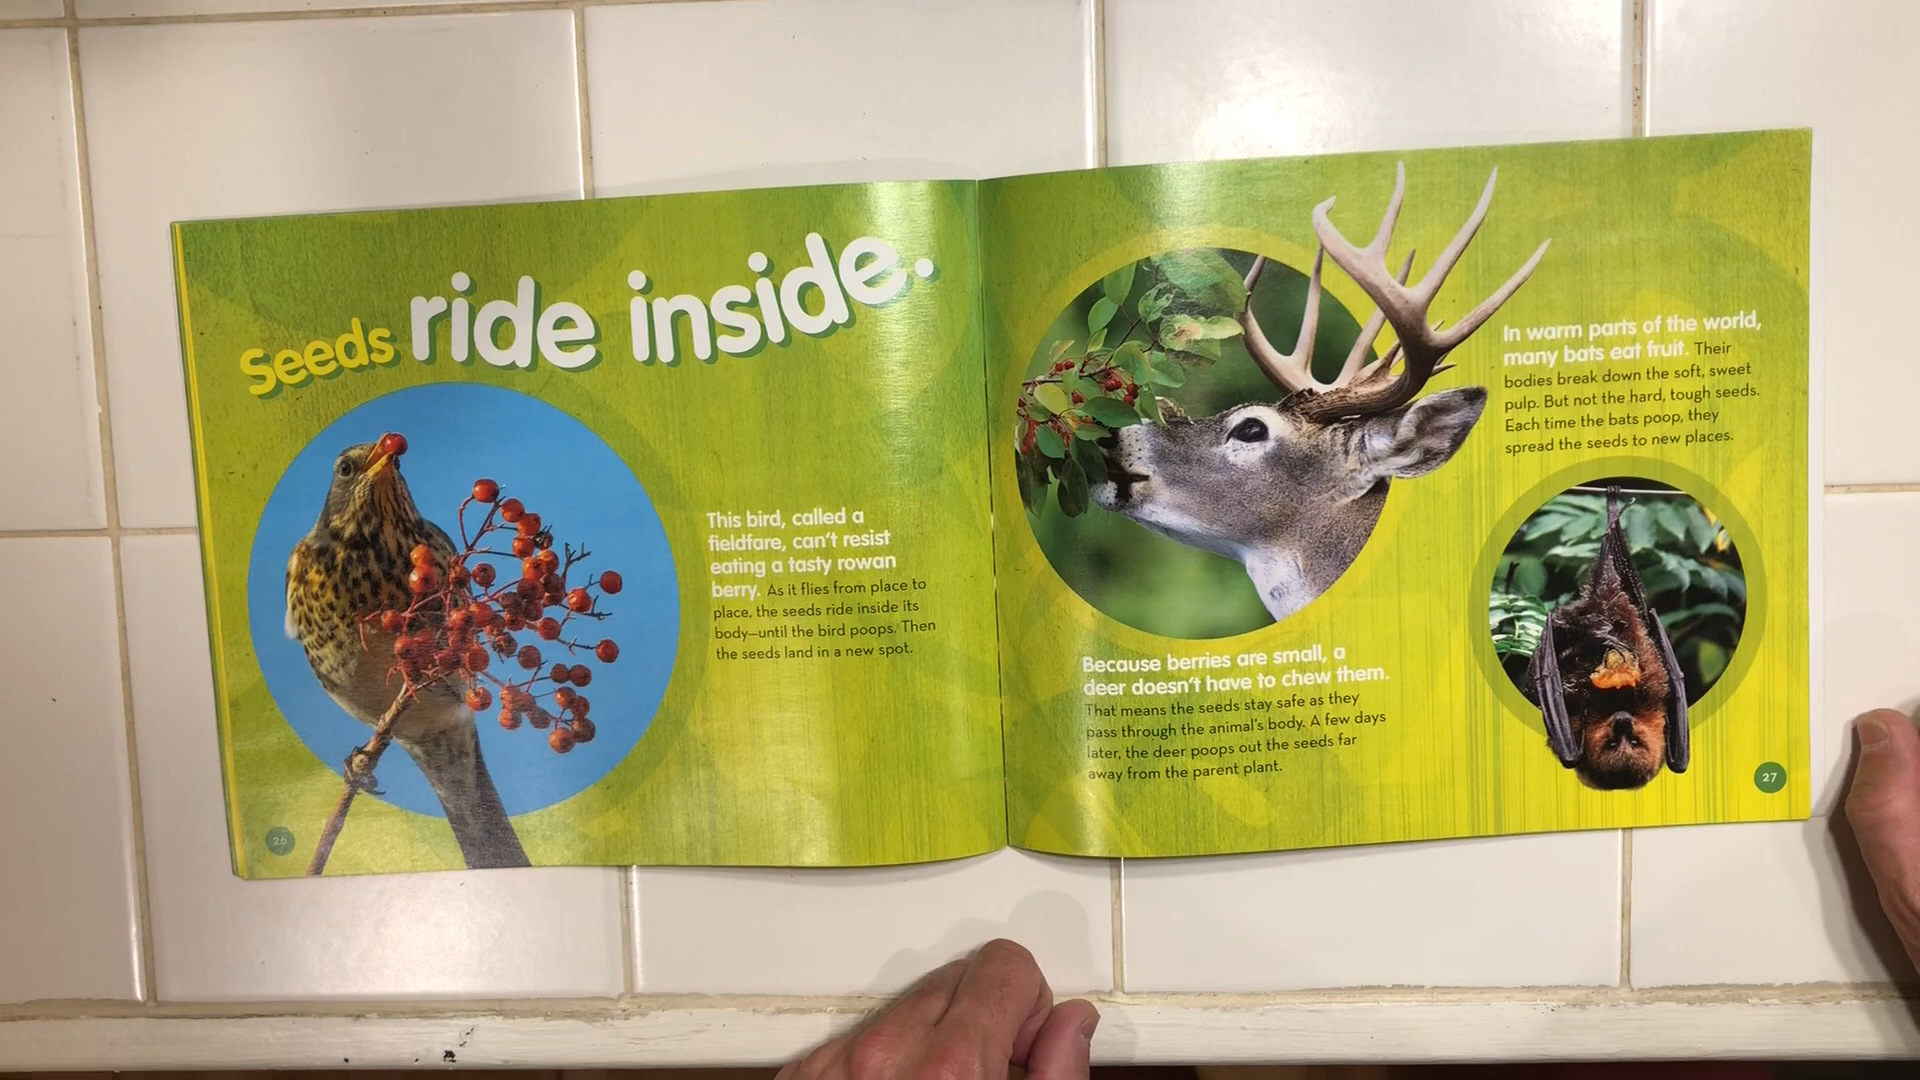 Seeds ride inside.
This bird, called a
fieldfare, can't resist
eating a tasty rowan
berry. As it flies from place to
place, the seeds ride inside its
body—until the bird poops. Then
the seeds land in a new spot.
26
Because berries are small, a
deer doesn't have to chew them.
That means the seeds stay safe as they
pass through the animal's body. A few days
later, the deer poops out the seeds far
away from the parent plant.
In warm parts of the world,
many bats eat fruit. Their
bodies break down the soft, sweet
pulp. But not the hard, tough seeds.
Each time the bats poop, they
spread the seeds to new places.
27